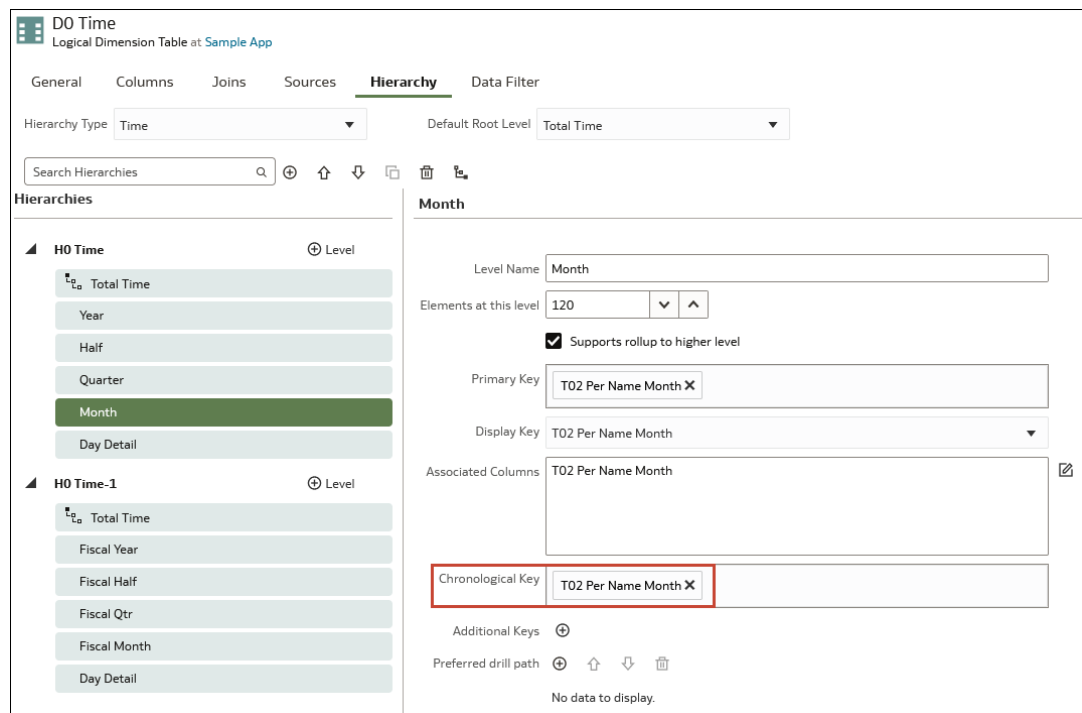 D0 Time
Logical Dimension Table at Sample App
General Columns Joins Sources Hierarchy Data Filter
Hierarchy Type Time Default Root Level Total Time
Search Hierarchies
Hierarchies
Month
H0 Time Level
Total Time
Year
Half
Quarter
Month
Day Detail
H0 Time-1 Level
Total Time
Fiscal Year
Fiscal Half
Fiscal Qtr
Fiscal Month
Day Detail
Level Name Month
Elements at this level 120
Supports rollup to higher level
Primary Key T02 Per Name Month
Display Key T02 Per Name Month
Associated Columns T02 Per Name Month
Chronological Key T02 Per Name Month
Additional Keys
Preferred drill path
No data to display.